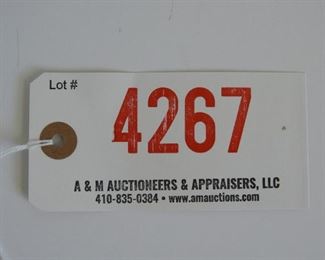 Lot #
4267
A & M AUCTIONEERS & APPRAISERS, LLC
410-835-0384 • www.amauctions.com